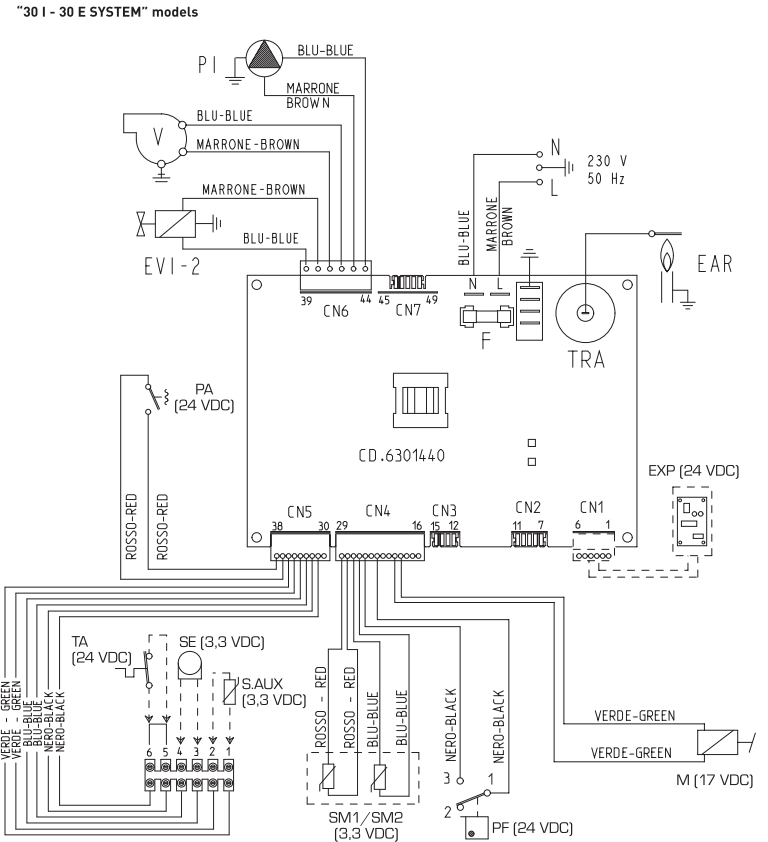 “30 I - 30 E SYSTEM” models
PI
BLU-BLUE
MARRONE
BROWN
BLU-BLUE
V
MARRONE-BROWN
MARRONE-BROWN
BLU-BLUE
EVI-2
N
230 V
50 Hz
L
BLU-BLUE
MARRONE
BROWN
EAR
N L
39 44 45 49
CN6 CN7
F
TRA
PA
(24 VDC)
CD.6301440
EXP (24 VDC)
ROSSO-RED
ROSSO-RED
CN5 CN4 CN3 CN2 CN1
38 30 29 16 15 12 11 7 6 1
TA
(24 VDC)
SE (3,3 VDC)
S.AUX
(3,3 VDC)
VERDE - GREEN
VERDE - GREEN
BLU-BLUE
BLU-BLUE
NERO-BLACK
NERO-BLACK
6 5 4 3 2 1
ROSSO - RED
ROSSO - RED
BLU-BLUE
BLU-BLUE
NERO-BLACK
NERO-BLACK
VERDE-GREEN
VERDE-GREEN
M (17 VDC)
3 1
2
PF (24 VDC)
SM1/SM2
(3,3 VDC)